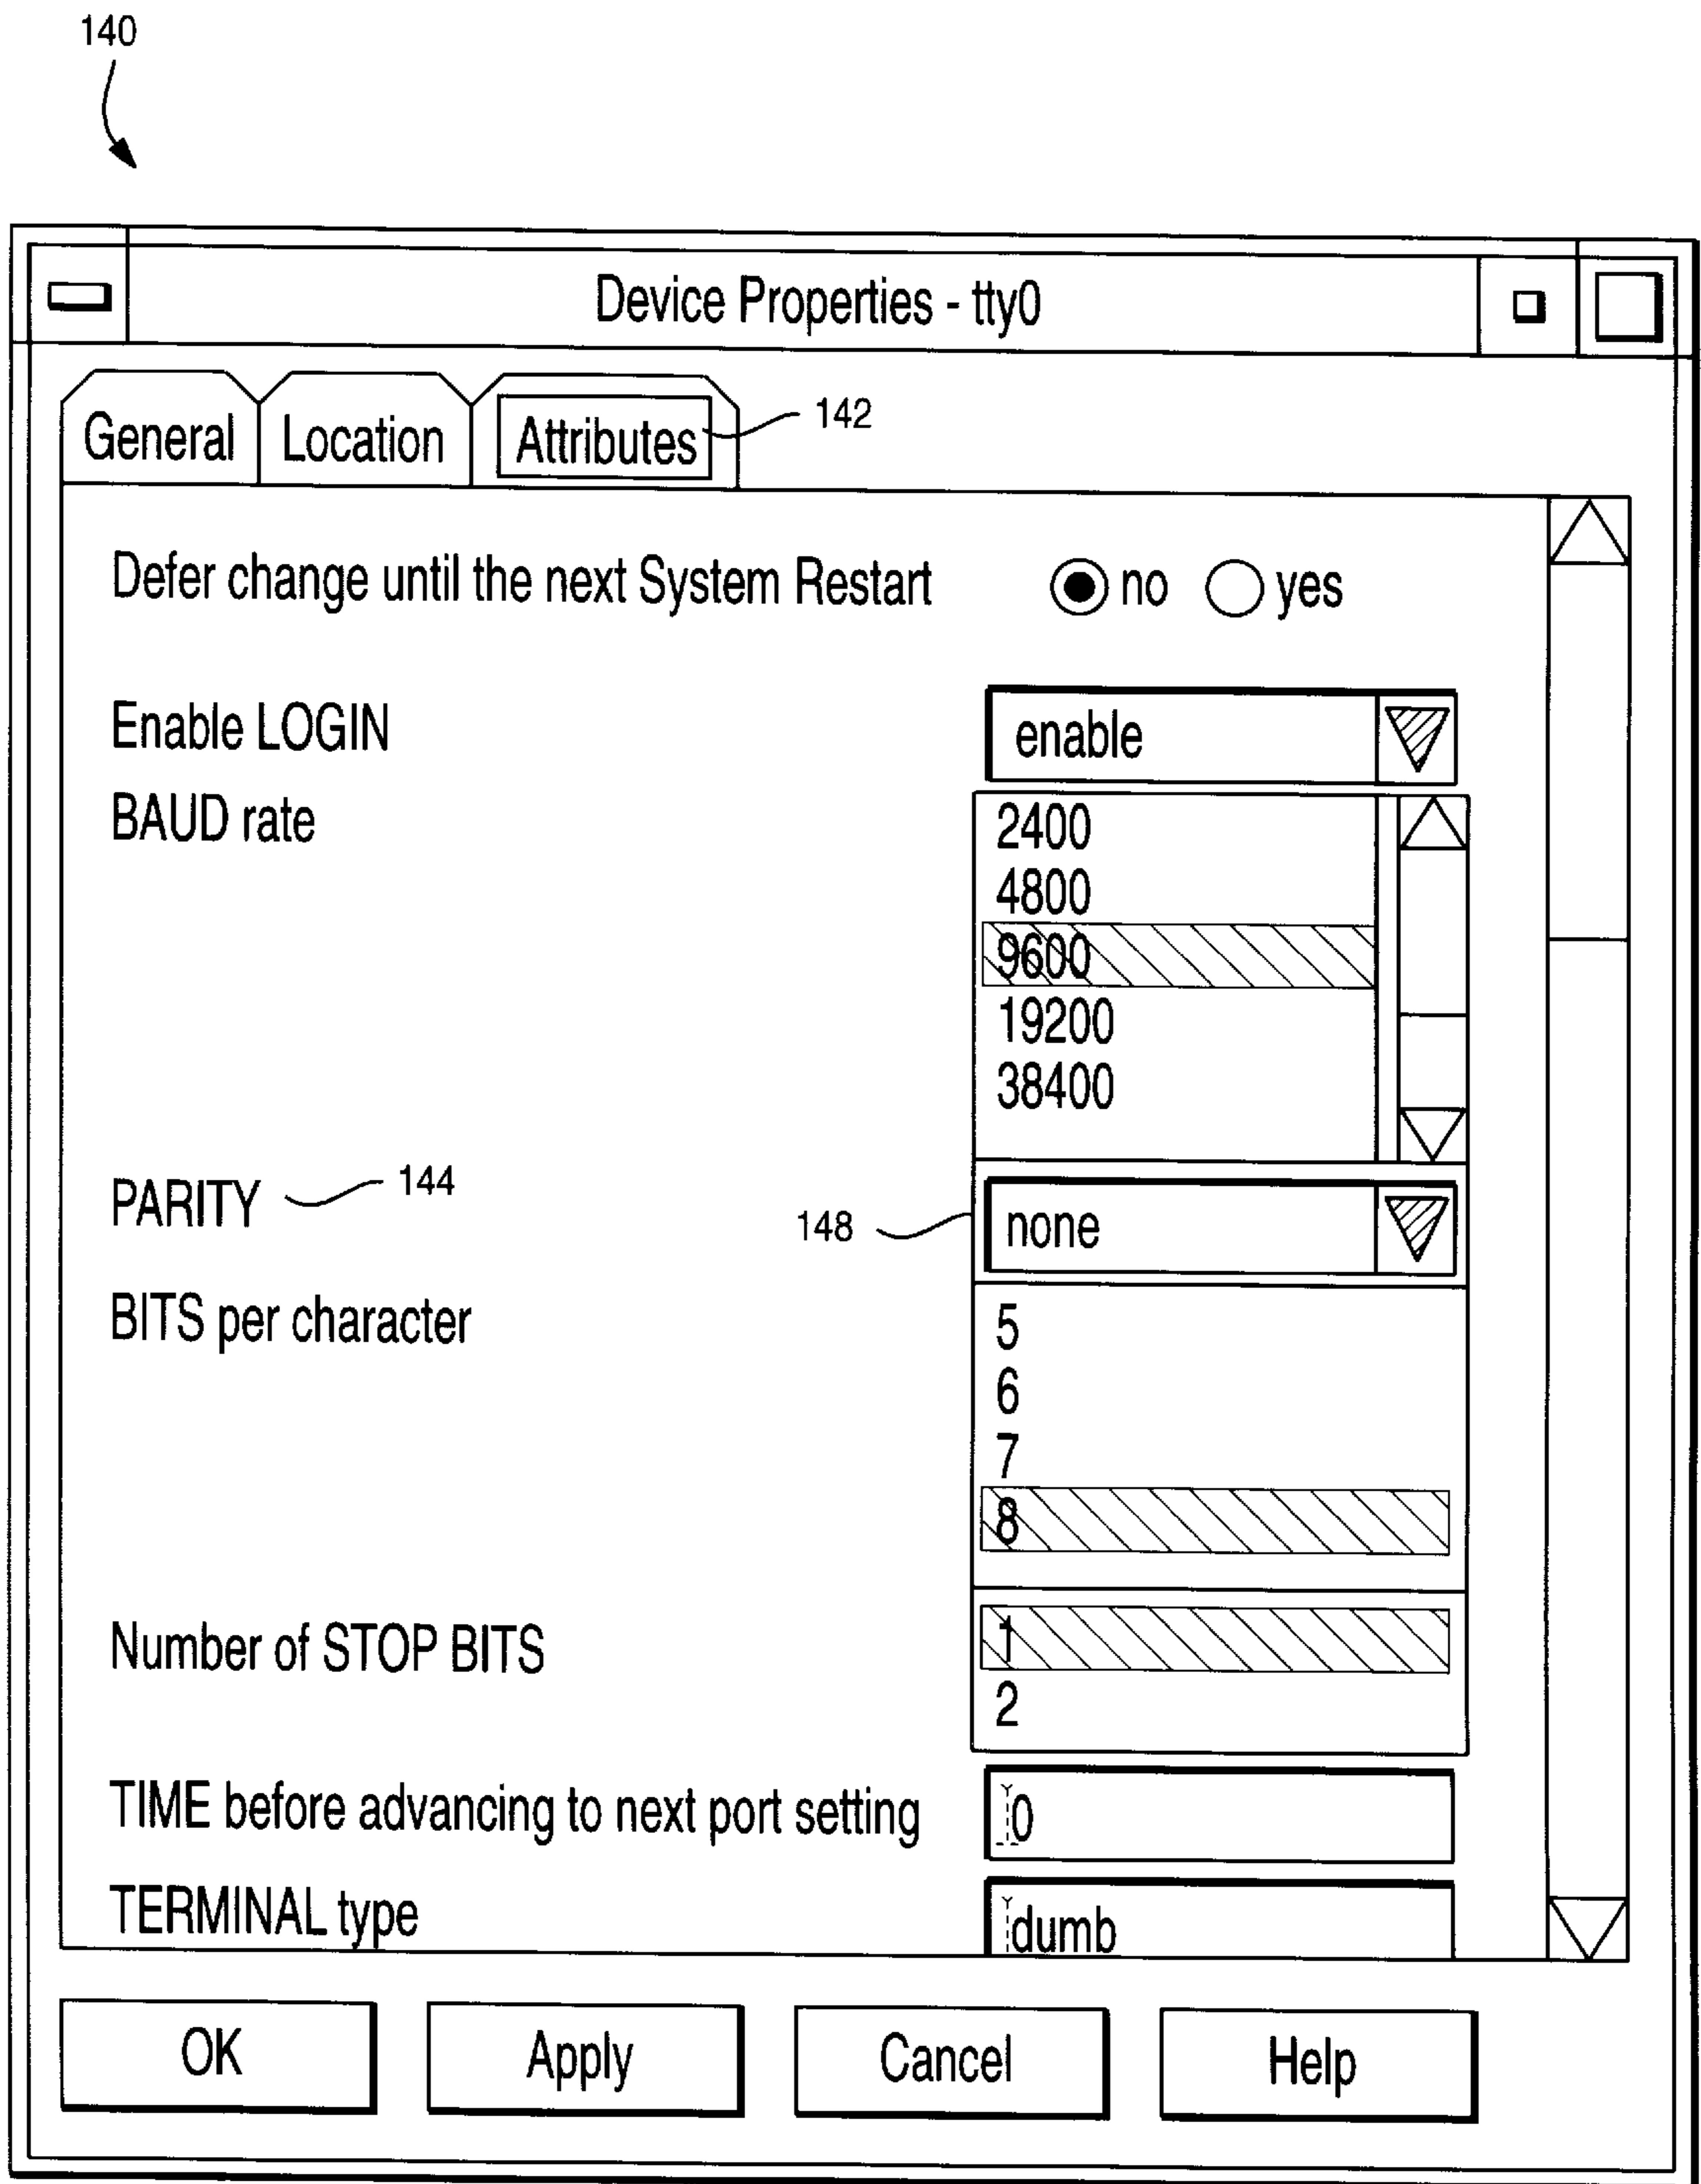 140
Device Properties - tty0
General Location Attributes 142
Defer change until the next System Restart no yes
Enable LOGIN enable
BAUD rate 2400
4800
9600
19200
38400
PARITY 144 148 none
BITS per character 5
6
7
8
Number of STOP BITS 1
2
TIME before advancing to next port setting 0
TERMINAL type dumb
OK Apply Cancel Help